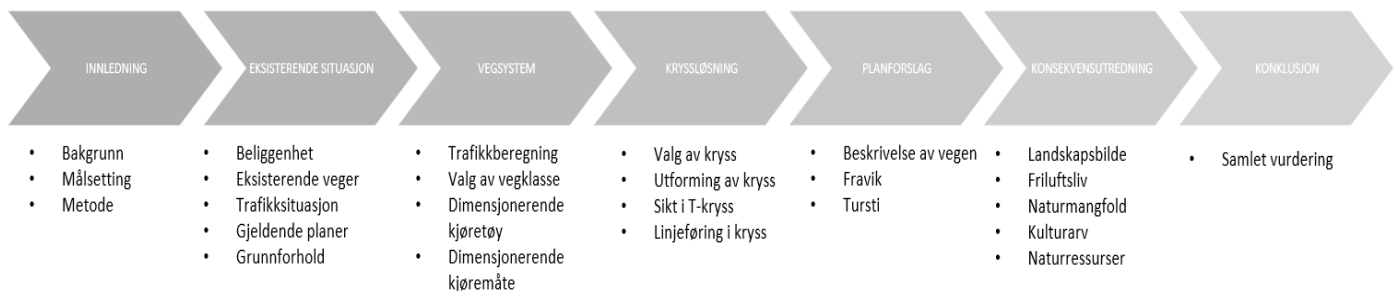 INNLEDNING
• Bakgrunn
• Målsetting
• Metode
EKSISTERENDE SITUASJON
• Beliggenhet
• Eksisterende veger
• Trafikksituasjon
• Gjeldende planer
• Grunnforhold
VEGSYSTEM
• Trafikkberegning
• Valg av vegklasse
• Dimensjonerende
kjøretøy
• Dimensjonerende
kjøremåte
KRYSSLØSNING
• Valg av kryss
• Utforming av kryss
• Sikt i T-kryss
• Linjeføring i kryss
PLANFORSLAG
• Beskrivelse av vegen
• Fravik
• Tursti
KONSEKVENSUTREDNING
• Landskapsbilde
• Friluftsliv
• Naturmangfold
• Kulturarv
• Naturressurser
KONKLUSJON
• Samlet vurdering